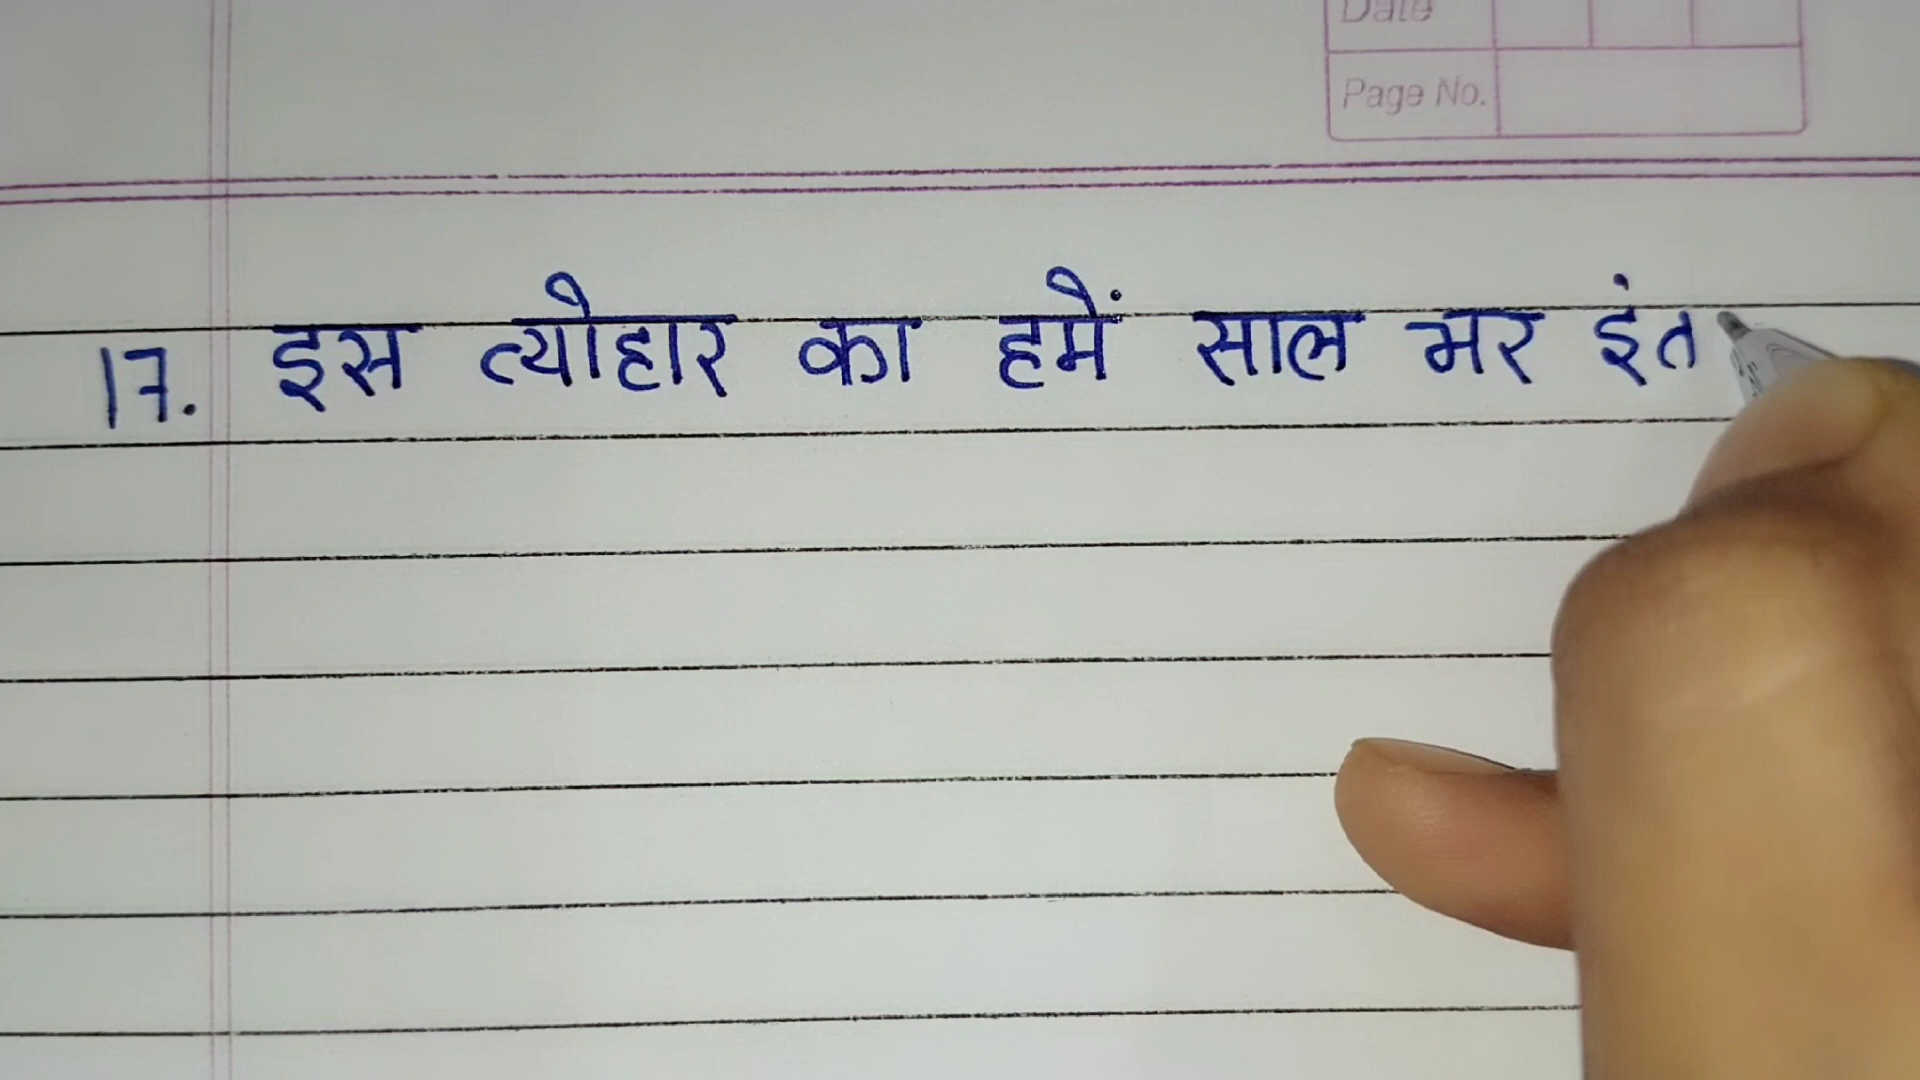 Date
Page No.
17. इस त्योहार का हमें साल भर इंत